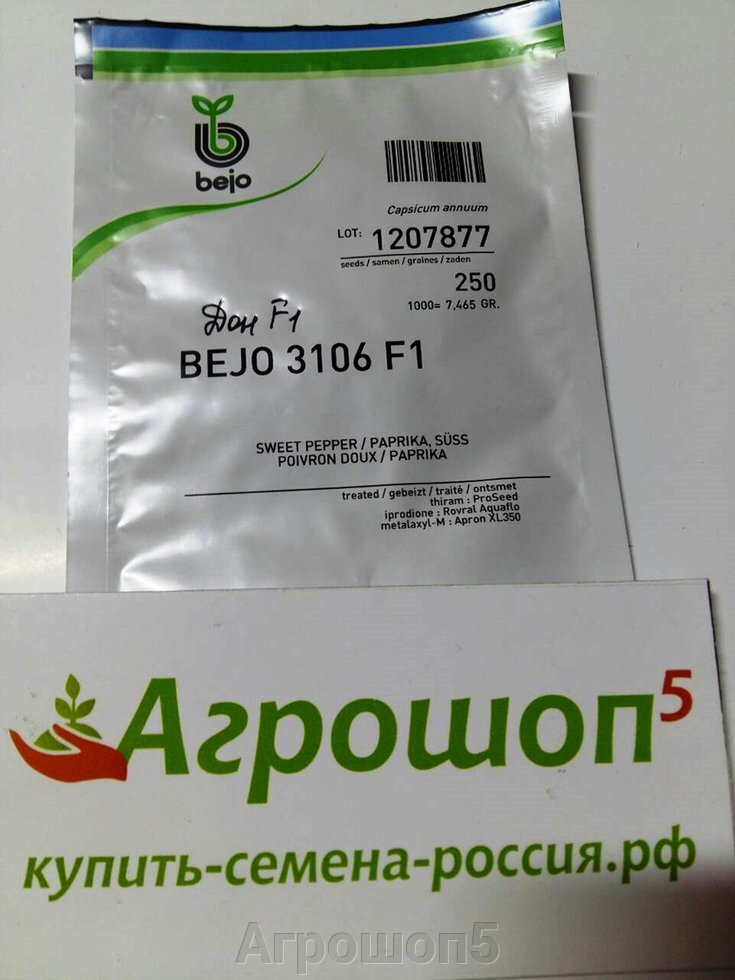 bejo
Capsicum annuum
LOT: 1207877
seeds / samen / graines / zaden
250
1000= 7,465 GR.
Дон F1
BEJO 3106 F1
SWEET PEPPER / PAPRIKA, SÜSS
POIVRON DOUX / PAPRIKA
treated / gebeizt / traité / ontsmet
thiram : ProSeed
iprodione : Rovral Aquaflo
metalaxyl-M : Apron XL350
Агрошоп5
купить-семена-россия.рф
Агрошоп5